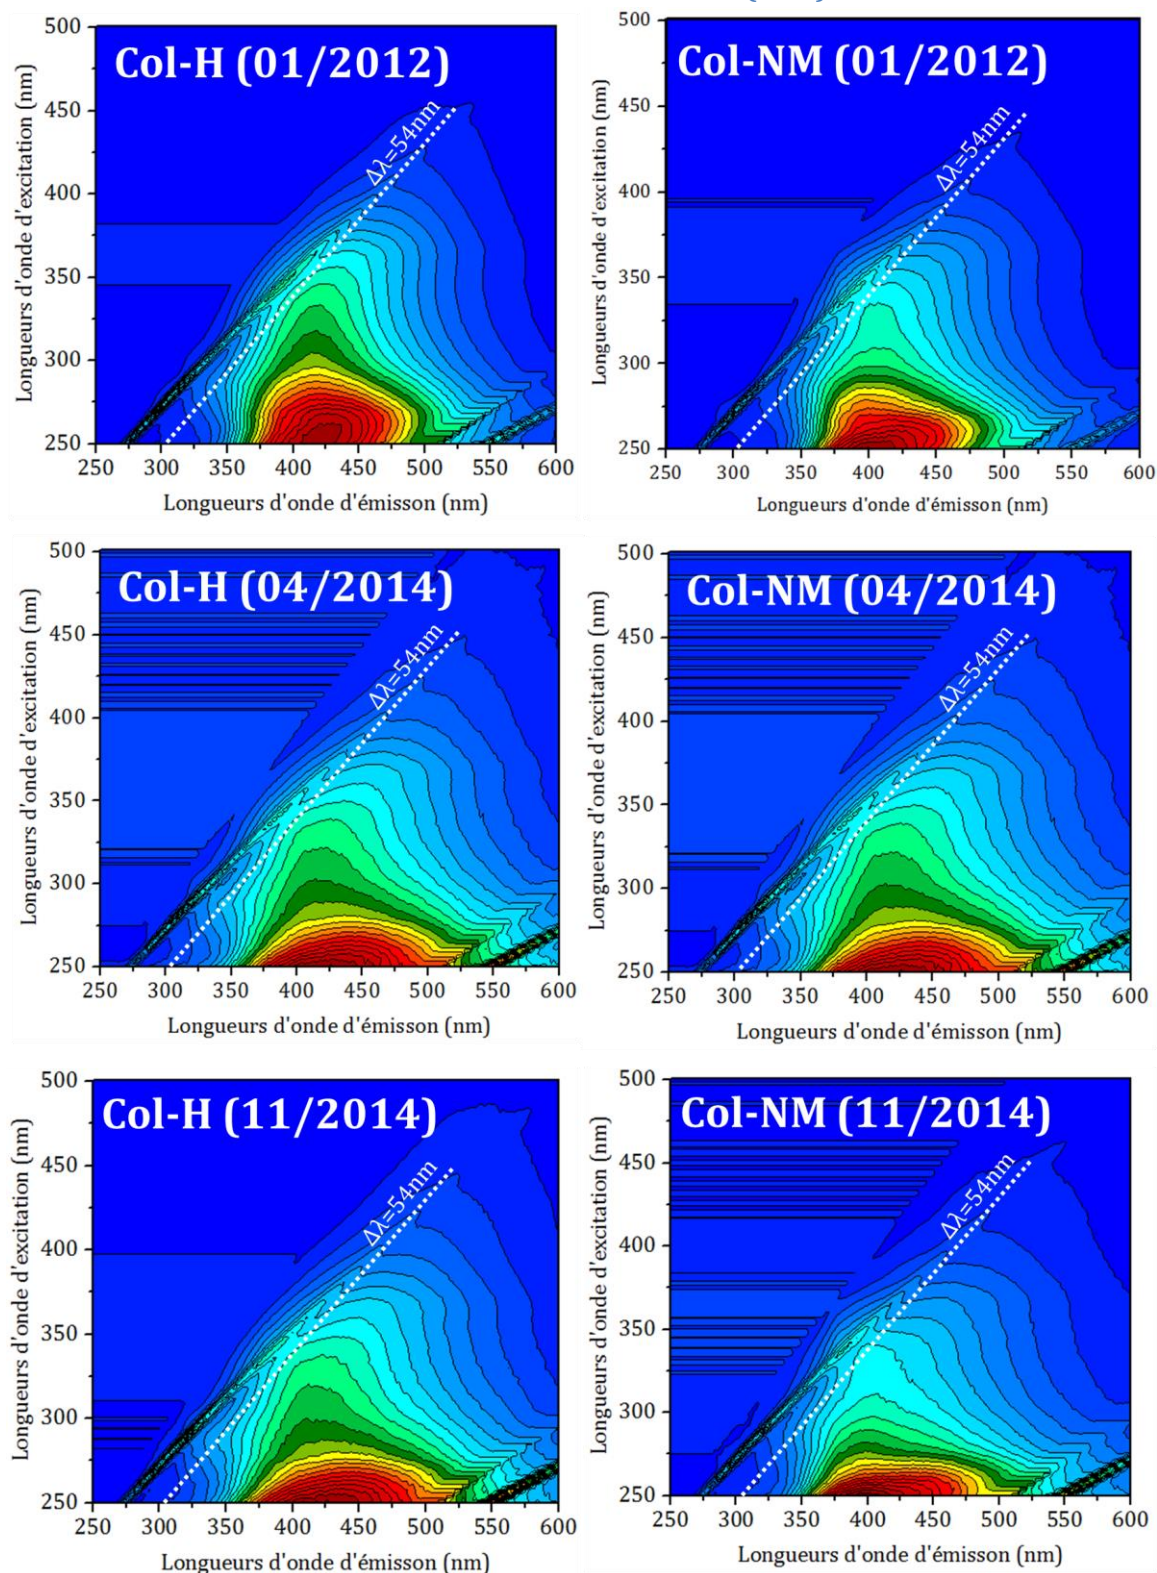 Col-H (01/2012)
Δλ=54nm
Longueurs d'onde d'excitation (nm)
500
450
400
350
300
250
250 300 350 400 450 500 550 600
Longueurs d'onde d'émisson (nm)
Col-NM (01/2012)
Δλ=54nm
Longueurs d'onde d'excitation (nm)
500
450
400
350
300
250
250 300 350 400 450 500 550 600
Longueurs d'onde d'émisson (nm)
Col-H (04/2014)
Δλ=54nm
Longueurs d'onde d'excitation (nm)
500
450
400
350
300
250
250 300 350 400 450 500 550 600
Longueurs d'onde d'émisson (nm)
Col-NM (04/2014)
Δλ=54nm
Longueurs d'onde d'excitation (nm)
500
450
400
350
300
250
250 300 350 400 450 500 550 600
Longueurs d'onde d'émisson (nm)
Col-H (11/2014)
Δλ=54nm
Longueurs d'onde d'excitation (nm)
500
450
400
350
300
250
250 300 350 400 450 500 550 600
Longueurs d'onde d'émisson (nm)
Col-NM (11/2014)
Δλ=54nm
Longueurs d'onde d'excitation (nm)
500
450
400
350
300
250
250 300 350 400 450 500 550 600
Longueurs d'onde d'émisson (nm)